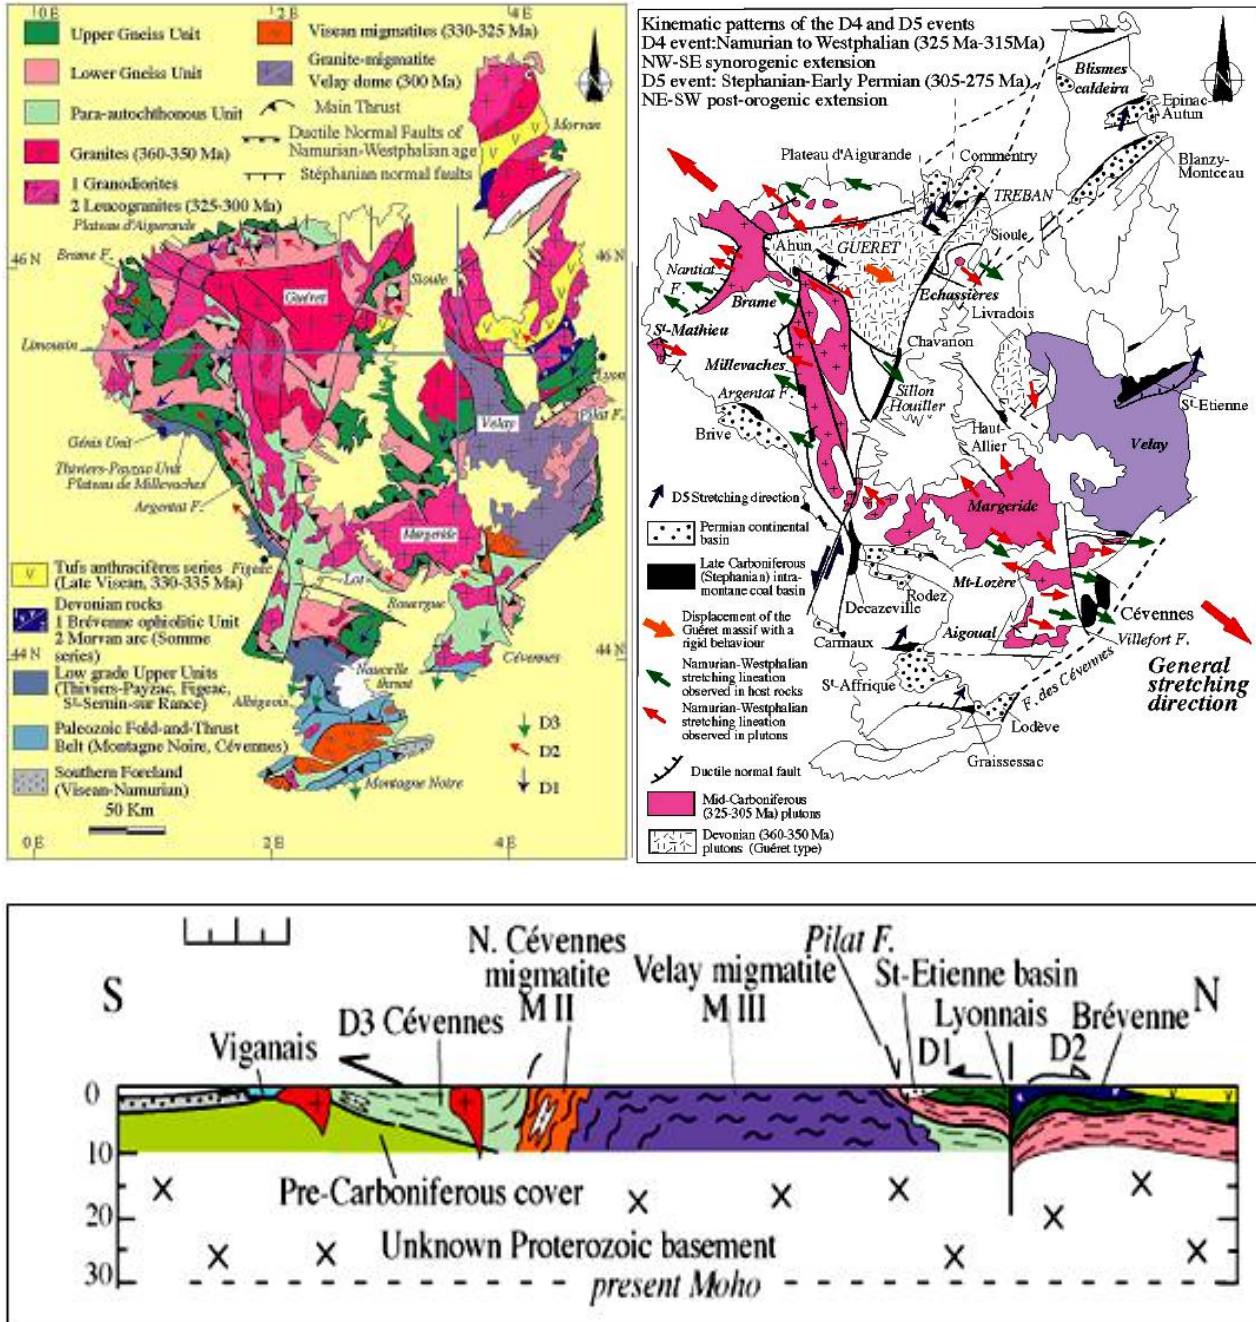 0E
2E
4E
Upper Gneiss Unit
Lower Gneiss Unit
Para-autochthonous Unit
Granites (360-350 Ma)
1 Granodiorites
2 Leucogranites (325-300 Ma)
Visean migmatites (330-325 Ma)
Granite-migmatite
Velay dome (300 Ma)
Main Thrust
Ductile Normal Faults of
Namurian-Westphalian age
Stéphanian normal faults
Plateau d'Aigurande
Morvan
46 N
46 N
Brame F.
Guéret
Sioule
Limousin
Lyon
Pilat F.
Velay
Génis Unit
Thiviers-Payzac Unit
Plateau de Millevaches
Argentat F.
Margeride
Figeac
Lot
Rouergue
Tufs anthracifères series
(Late Visean, 330-335 Ma)
Devonian rocks
1 Brévenne ophiolitic Unit
2 Morvan arc (Somme
series)
44 N
44 N
Cévennes
Naucelle
thrust
Albigeois
Low grade Upper Units
(Thiviers-Payzac, Figeac,
St-Sernin-sur Rance)
Paleozoic Fold-and-Thrust
Belt (Montagne Noire, Cévennes)
Southern Foreland
(Visean-Namurian)
D3
D2
D1
Montagne Noire
50 Km
0 E
2 E
4 E
Kinematic patterns of the D4 and D5 events
D4 event:Namurian to Westphalian (325 Ma-315Ma)
NW-SE synorogenic extension
D5 event: Stephanian-Early Permian (305-275 Ma)
NE-SW post-orogenic extension
Blismes
caldeira
Epinac-
Autun
Blanzy-
Montceau
Plateau d'Aigurande
Commentry
TREBAN
Ahun
GUERET
Sioule
Nantiat
F.
Brame
Echassières
Livradois
St-Mathieu
Chavanon
Millevaches
Argentat F.
Sillon
Houiller
St-Etienne
Brive
Haut-
Allier
Velay
Margeride
D5 Stretching direction
Permian continental
basin
Late Carboniferous
(Stephanian) intra-
montane coal basin
Mt-Lozère
Rodez
Decazeville
Cévennes
Displacement of the
Guéret massif with a
rigid behaviour
Carmaux
Aigoual
Villefort F.
Namurian-Westphalian
stretching lineation
observed in host rocks
St-Affrique
F. des Cévennes
General
stretching
direction
Namurian-Westphalian
stretching lineation
observed in plutons
Lodève
Graissessac
Ductile normal fault
Mid-Carboniferous
(325-305 Ma) plutons
Devonian (360-350 Ma)
plutons (Guéret type)
S
N
N. Cévennes
migmatite
M II
Velay migmatite
M III
Pilat F.
St-Etienne basin
Lyonnais
Brévenne
D3 Cévennes
Viganais
D1
D2
0
10
20
30
Pre-Carboniferous cover
Unknown Proterozoic basement
present Moho